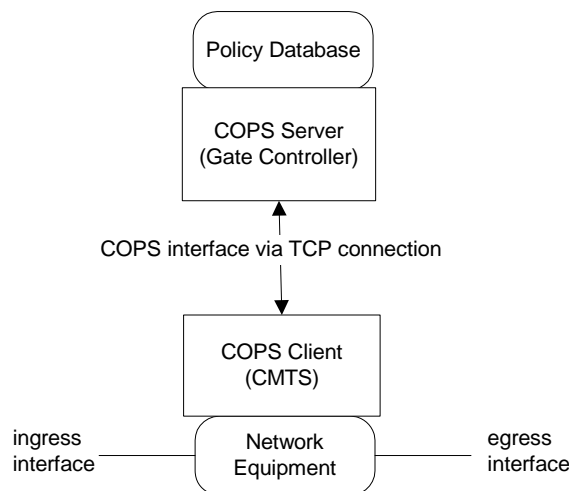 Policy Database
COPS Server
(Gate Controller)
COPS interface via TCP connection
COPS Client
(CMTS)
ingress
interface
Network
Equipment
egress
interface